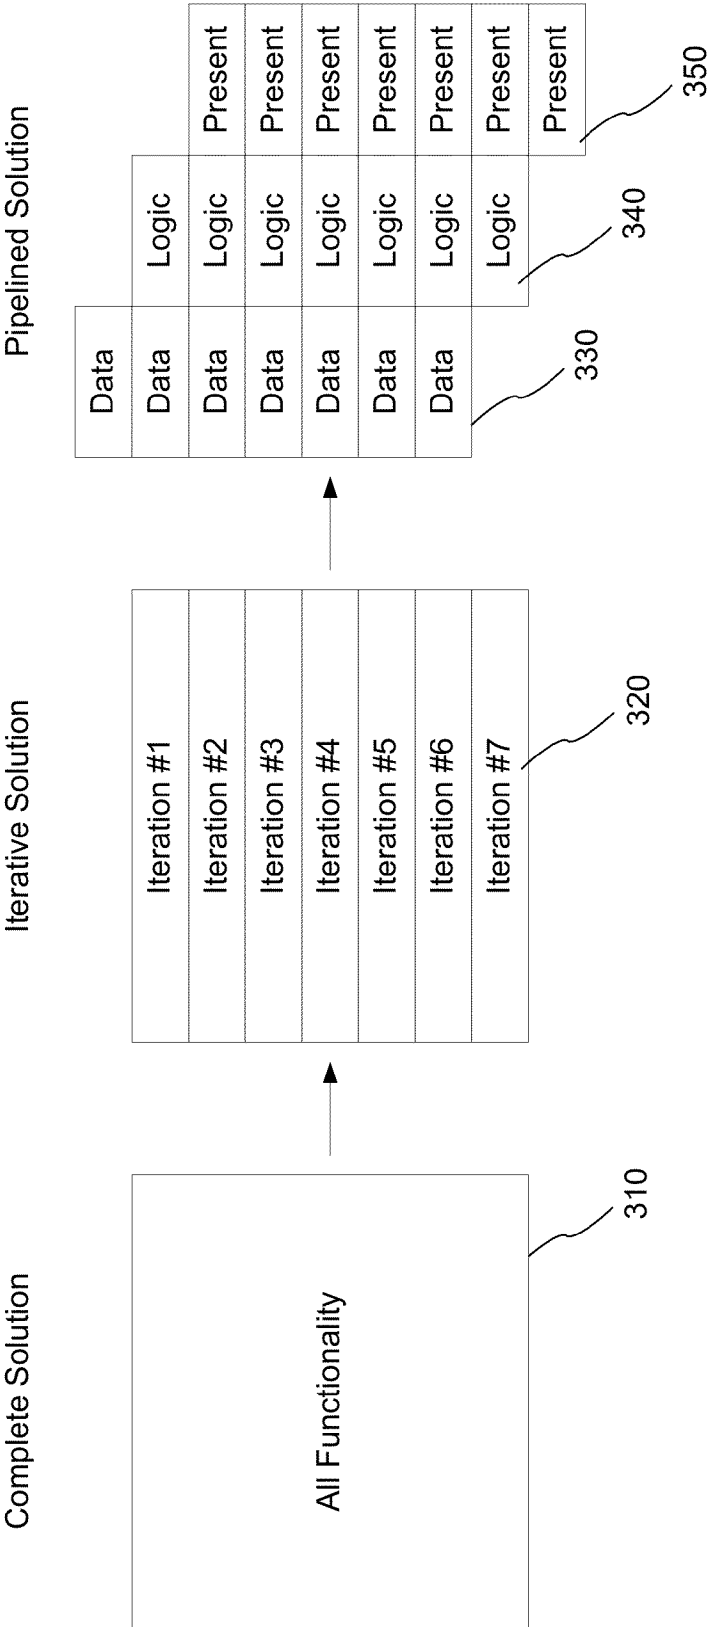 Complete Solution
All Functionality
310
Iterative Solution
Iteration #1
Iteration #2
Iteration #3
Iteration #4
Iteration #5
Iteration #6
Iteration #7
320
Pipelined Solution
Data
Data Logic
Data Logic Present
Data Logic Present
Data Logic Present
Data Logic Present
Data Logic Present
Logic Present
Present
330
340
350